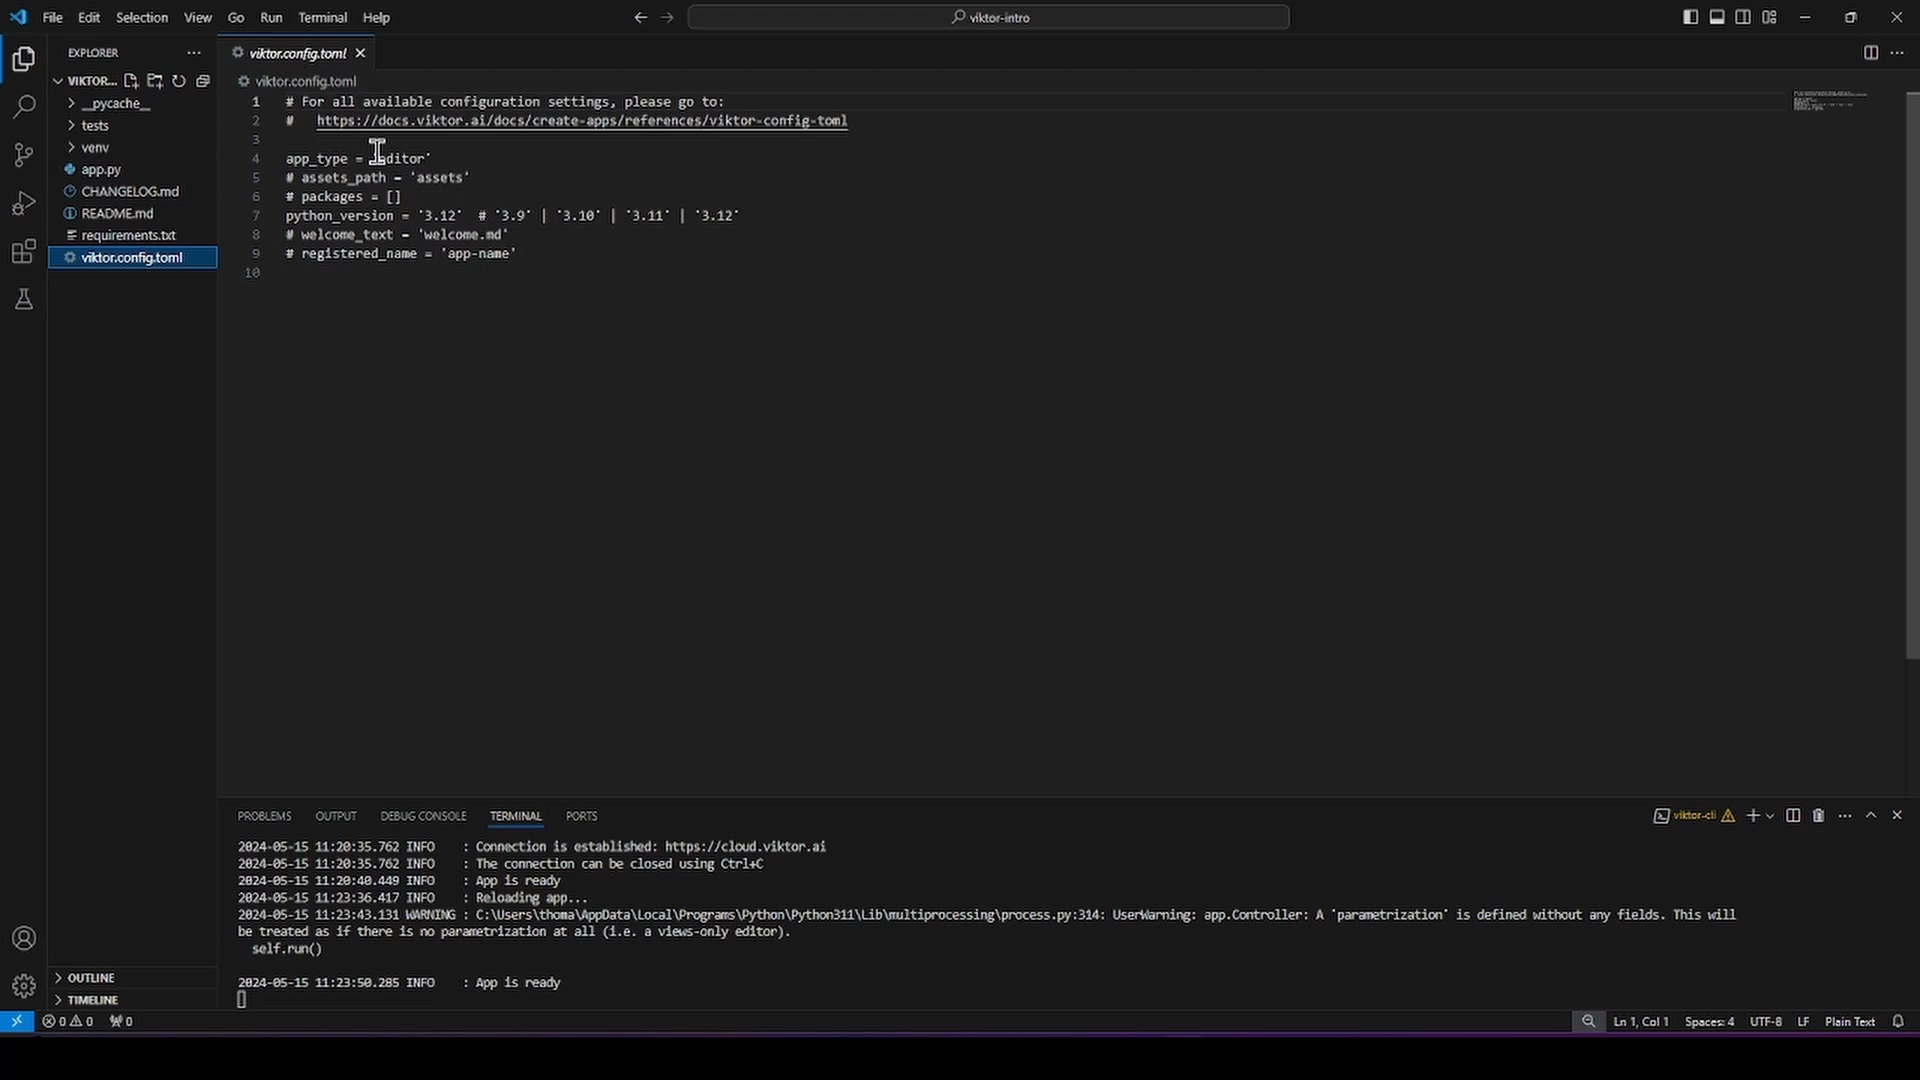 File Edit Selection View Go Run Terminal Help
viktor-intro
EXPLORER
VIKTOR...
__pycache__
tests
venv
app.py
CHANGELOG.md
README.md
requirements.txt
viktor.config.toml
OUTLINE
TIMELINE
viktor.config.toml
viktor.config.toml
1 # For all available configuration settings, please go to:
2 # https://docs.viktor.ai/docs/create-apps/references/viktor-config-toml
3
4 app_type = 'editor'
5 # assets_path = 'assets'
6 # packages = []
7 python_version = '3.12' # '3.9' | '3.10' | '3.11' | '3.12'
8 # welcome_text = 'welcome.md'
9 # registered_name = 'app-name'
10
PROBLEMS OUTPUT DEBUG CONSOLE TERMINAL PORTS
viktor-cli
2024-05-15 11:20:35.762 INFO : Connection is established: https://cloud.viktor.ai
2024-05-15 11:20:35.762 INFO : The connection can be closed using Ctrl+C
2024-05-15 11:20:40.449 INFO : App is ready
2024-05-15 11:23:36.417 INFO : Reloading app...
2024-05-15 11:23:43.131 WARNING : C:\Users\thoma\AppData\Local\Programs\Python\Python311\Lib\multiprocessing\process.py:314: UserWarning: app.Controller: A 'parametrization' is defined without any fields. This will
be treated as if there is no parametrization at all (i.e. a views-only editor).
self.run()
2024-05-15 11:23:50.285 INFO : App is ready
0 0 0
Ln 1, Col 1 Spaces: 4 UTF-8 LF Plain Text